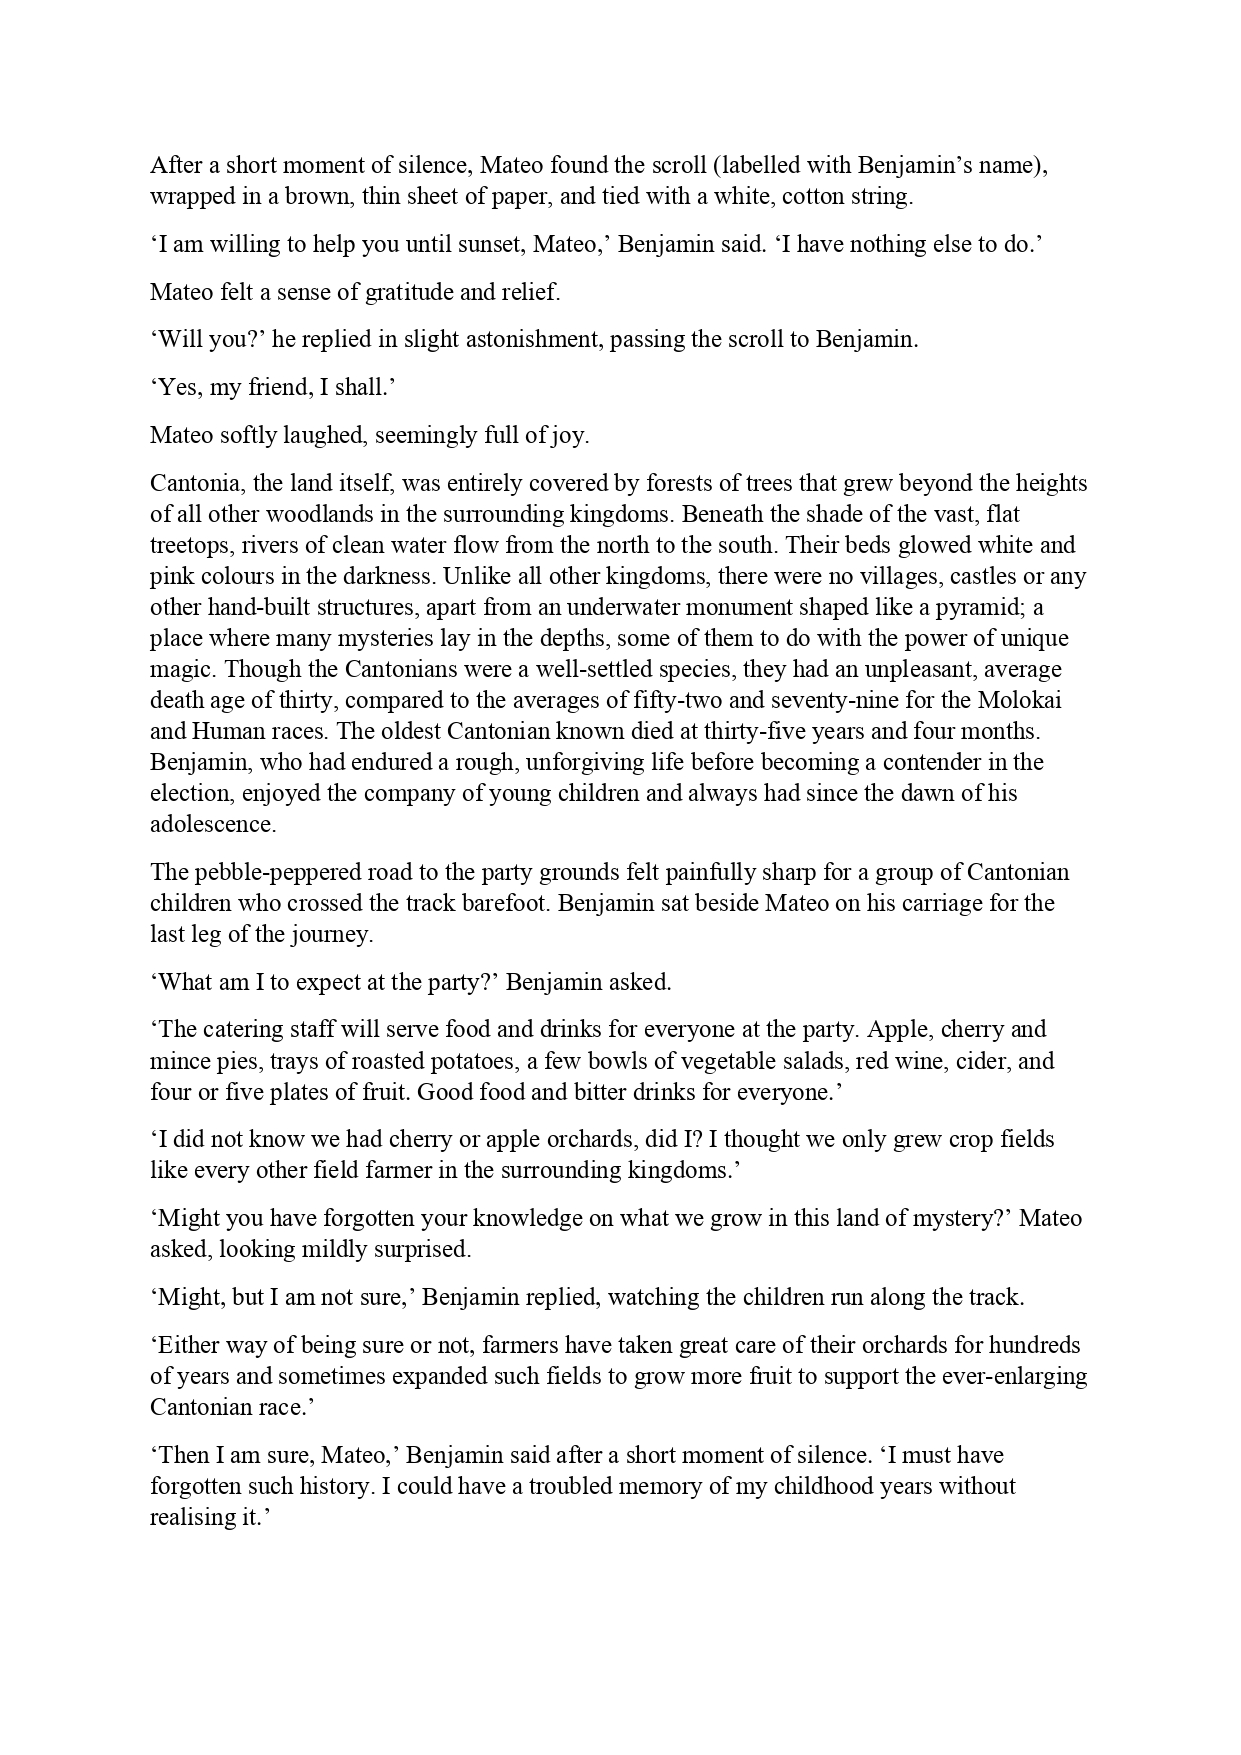 After a short moment of silence, Mateo found the scroll (labelled with Benjamin’s name),
wrapped in a brown, thin sheet of paper, and tied with a white, cotton string.
‘I am willing to help you until sunset, Mateo,’ Benjamin said. ‘I have nothing else to do.’
Mateo felt a sense of gratitude and relief.
‘Will you?’ he replied in slight astonishment, passing the scroll to Benjamin.
‘Yes, my friend, I shall.’
Mateo softly laughed, seemingly full of joy.
Cantonia, the land itself, was entirely covered by forests of trees that grew beyond the heights
of all other woodlands in the surrounding kingdoms. Beneath the shade of the vast, flat
treetops, rivers of clean water flow from the north to the south. Their beds glowed white and
pink colours in the darkness. Unlike all other kingdoms, there were no villages, castles or any
other hand-built structures, apart from an underwater monument shaped like a pyramid; a
place where many mysteries lay in the depths, some of them to do with the power of unique
magic. Though the Cantonians were a well-settled species, they had an unpleasant, average
death age of thirty, compared to the averages of fifty-two and seventy-nine for the Molokai
and Human races. The oldest Cantonian known died at thirty-five years and four months.
Benjamin, who had endured a rough, unforgiving life before becoming a contender in the
election, enjoyed the company of young children and always had since the dawn of his
adolescence.
The pebble-peppered road to the party grounds felt painfully sharp for a group of Cantonian
children who crossed the track barefoot. Benjamin sat beside Mateo on his carriage for the
last leg of the journey.
‘What am I to expect at the party?’ Benjamin asked.
‘The catering staff will serve food and drinks for everyone at the party. Apple, cherry and
mince pies, trays of roasted potatoes, a few bowls of vegetable salads, red wine, cider, and
four or five plates of fruit. Good food and bitter drinks for everyone.’
‘I did not know we had cherry or apple orchards, did I? I thought we only grew crop fields
like every other field farmer in the surrounding kingdoms.’
‘Might you have forgotten your knowledge on what we grow in this land of mystery?’ Mateo
asked, looking mildly surprised.
‘Might, but I am not sure,’ Benjamin replied, watching the children run along the track.
‘Either way of being sure or not, farmers have taken great care of their orchards for hundreds
of years and sometimes expanded such fields to grow more fruit to support the ever-enlarging
Cantonian race.’
‘Then I am sure, Mateo,’ Benjamin said after a short moment of silence. ‘I must have
forgotten such history. I could have a troubled memory of my childhood years without
realising it.’